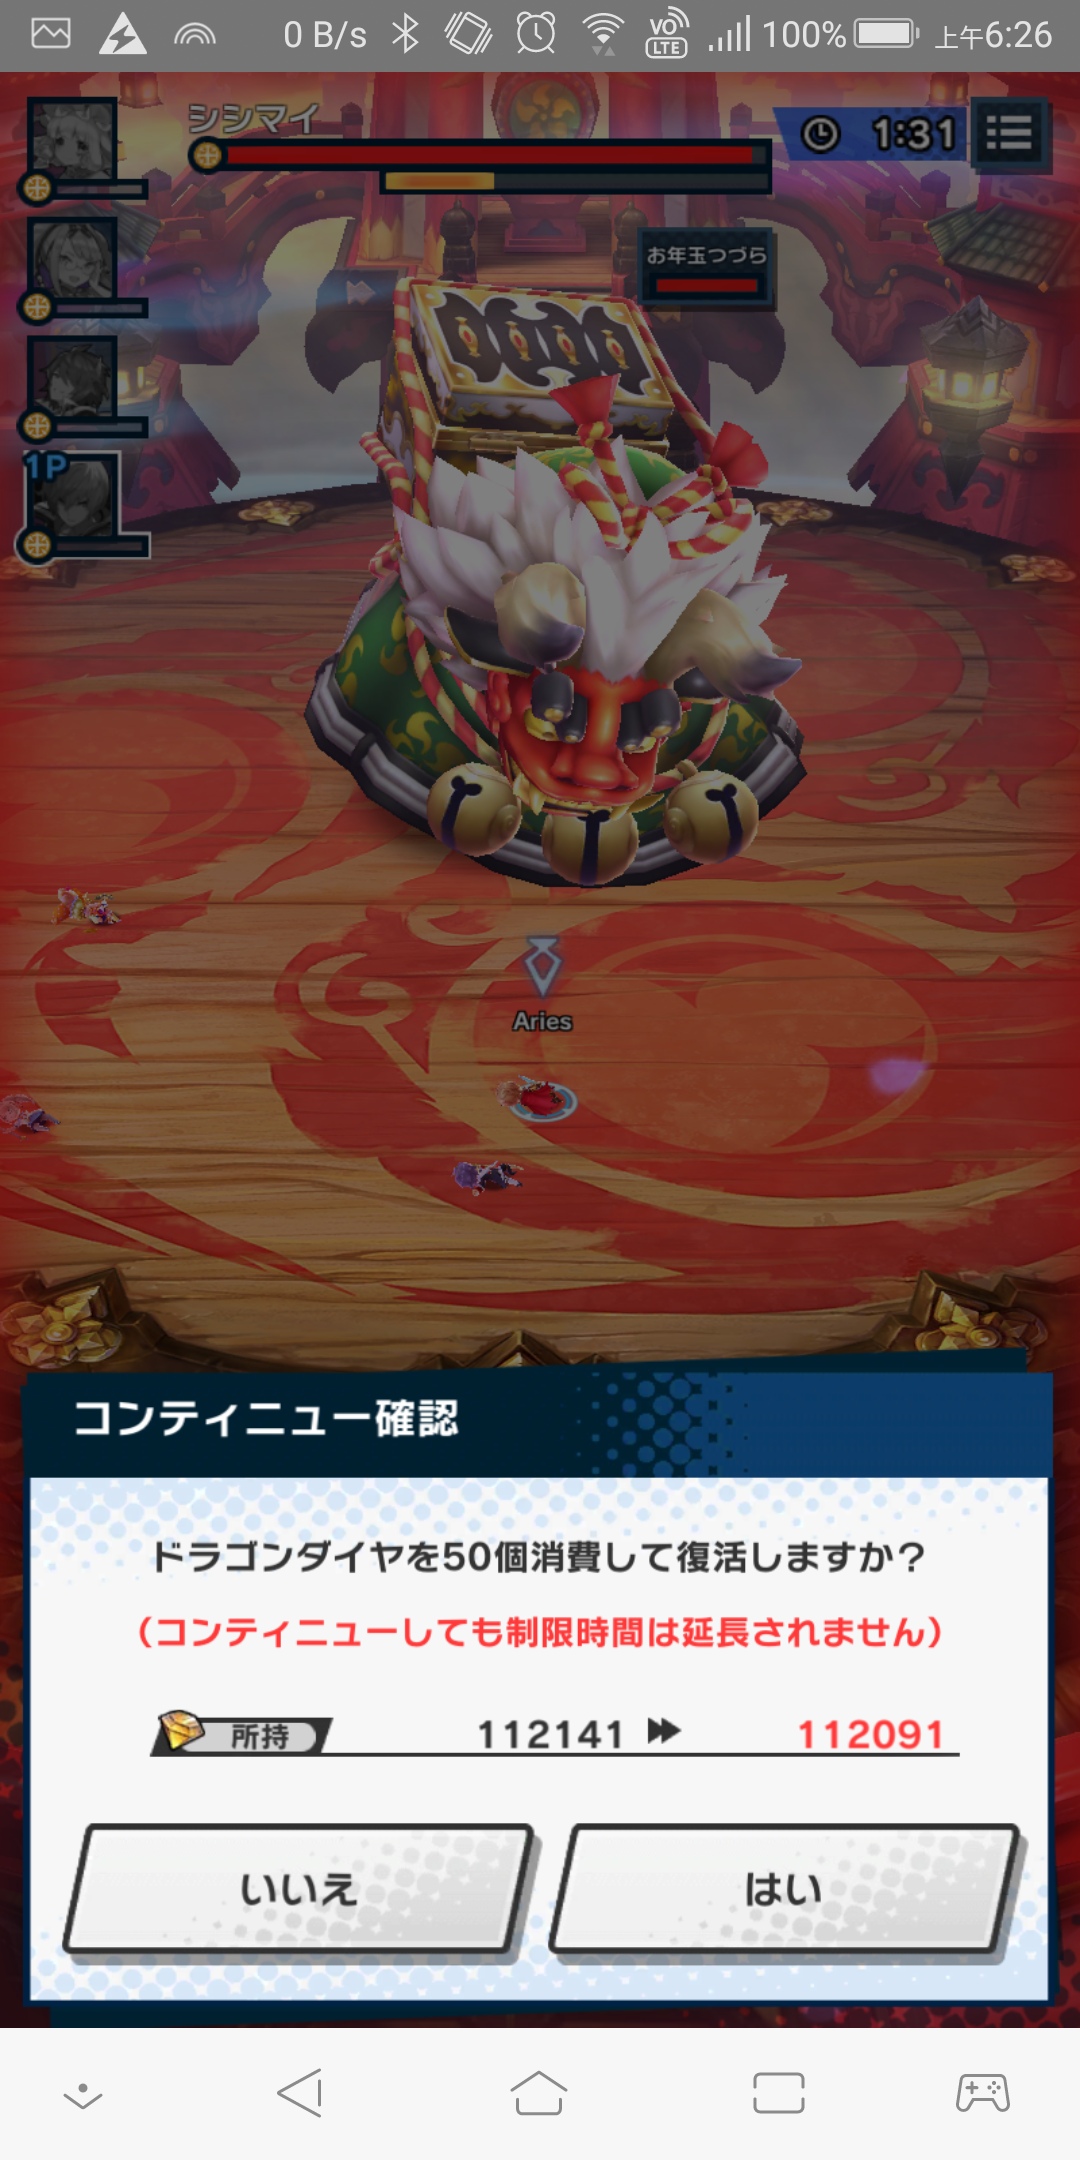 0 B/s
VO
LTE
100%
上午6:26
シシマイ
1:31
お年玉つづら
1P
Aries
コンティニュー確認
ドラゴンダイヤを50個消費して復活しますか？
（コンティニューしても制限時間は延長されません）
所持 112141 112091
いいえ はい